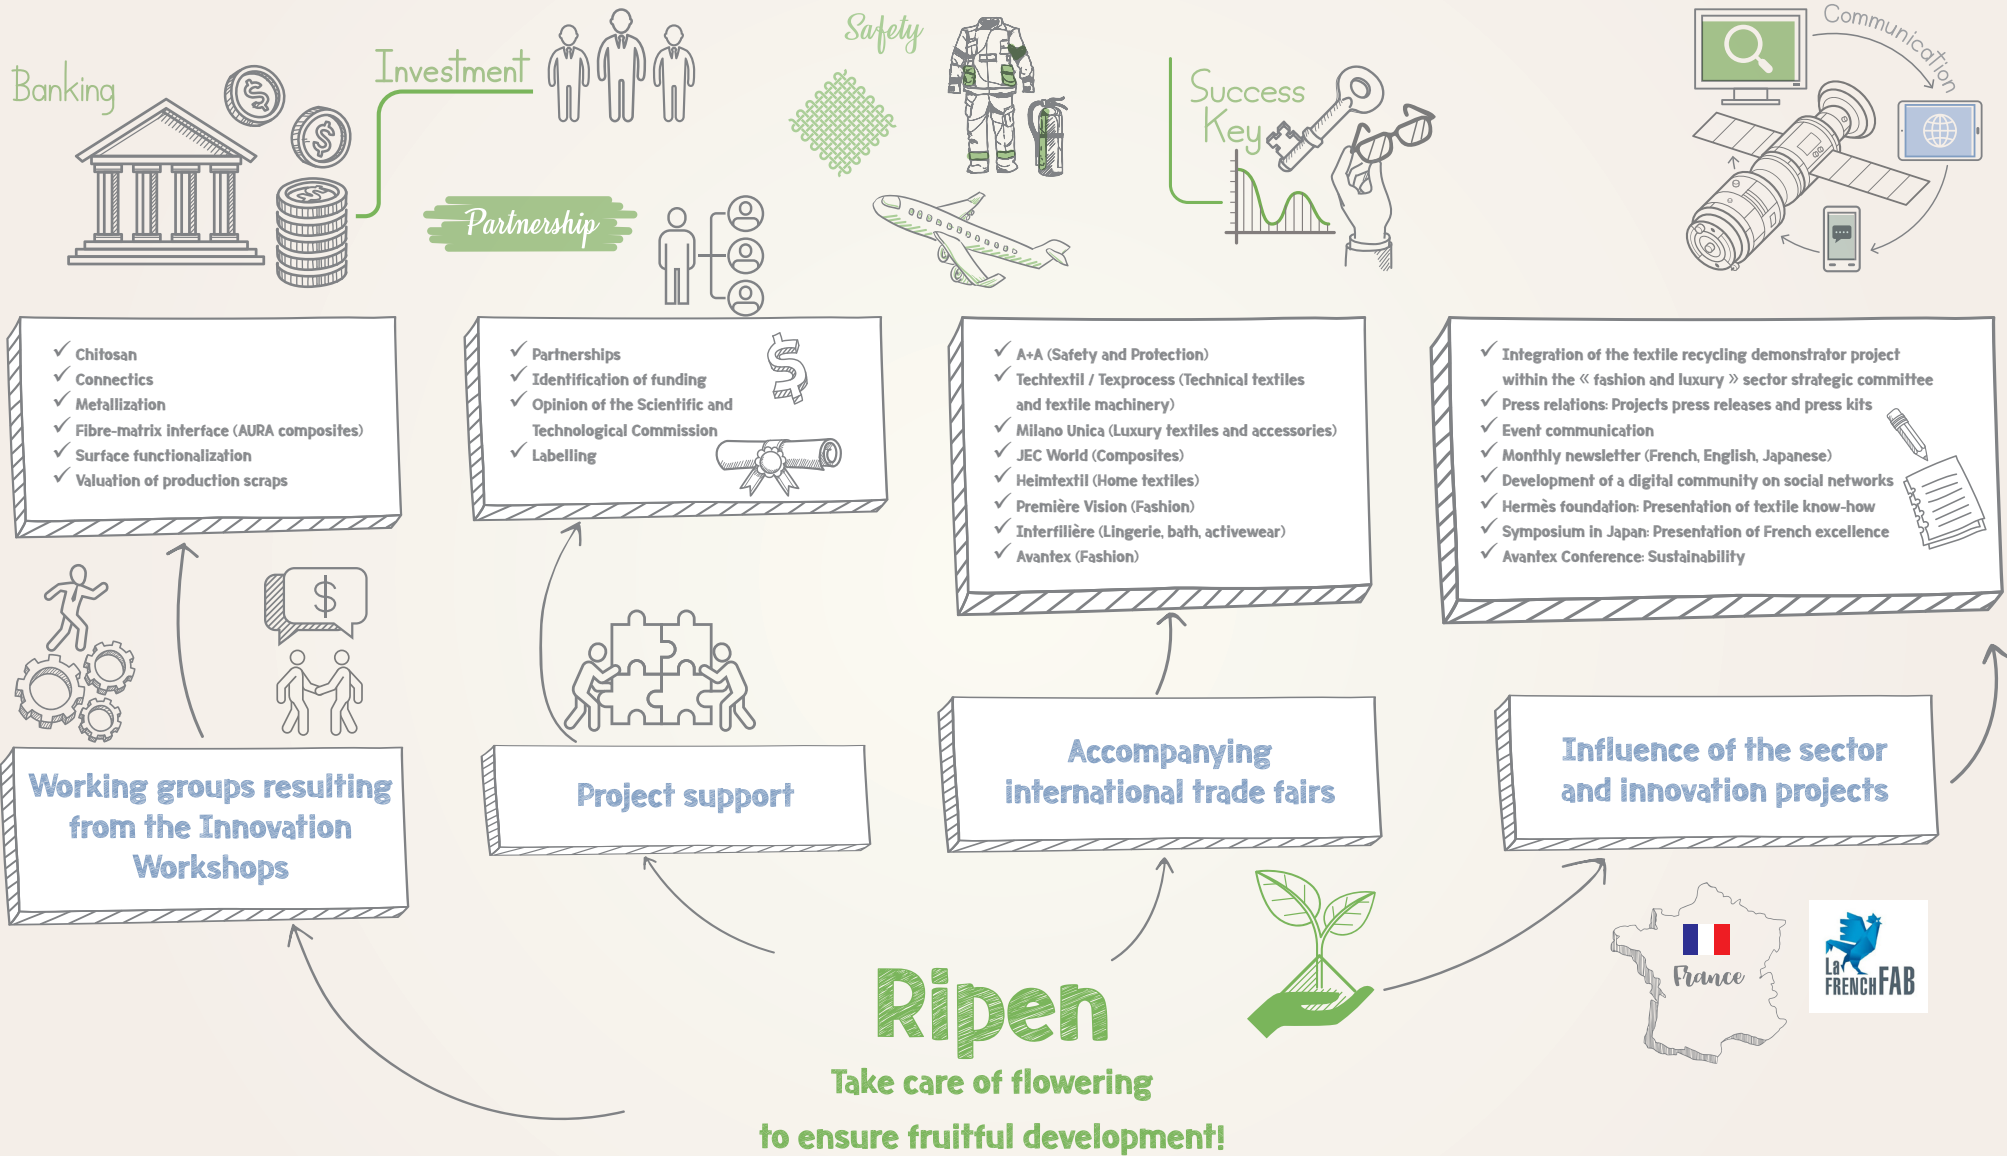 Banking
Investment
Safety
Success
Key
Communication
Partnership
Chitosan
Connectics
Metallization
Fibre-matrix interface (AURA composites)
Surface functionalization
Valuation of production scraps
Partnerships
Identification of funding
Opinion of the Scientific and
Technological Commission
Labelling
A+A (Safety and Protection)
Techtextil / Texprocess (Technical textiles
and textile machinery)
Milano Unica (Luxury textiles and accessories)
JEC World (Composites)
Heimtextil (Home textiles)
Première Vision (Fashion)
Interfilière (Lingerie, bath, activewear)
Avantex (Fashion)
Integration of the textile recycling demonstrator project
within the « fashion and luxury » sector strategic committee
Press relations: Projects press releases and press kits
Event communication
Monthly newsletter (French, English, Japanese)
Development of a digital community on social networks
Hermès foundation: Presentation of textile know-how
Symposium in Japan: Presentation of French excellence
Avantex Conference: Sustainability
Working groups resulting
from the Innovation
Workshops
Project support
Accompanying
international trade fairs
Influence of the sector
and innovation projects
France
La
FRENCHFAB
Ripen
Take care of flowering
to ensure fruitful development!